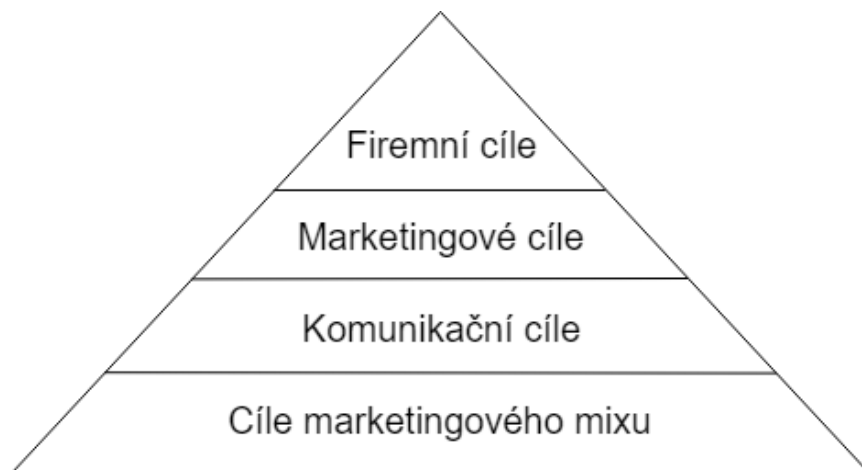 Firemní cíle
Marketingové cíle
Komunikační cíle
Cíle marketingového mixu